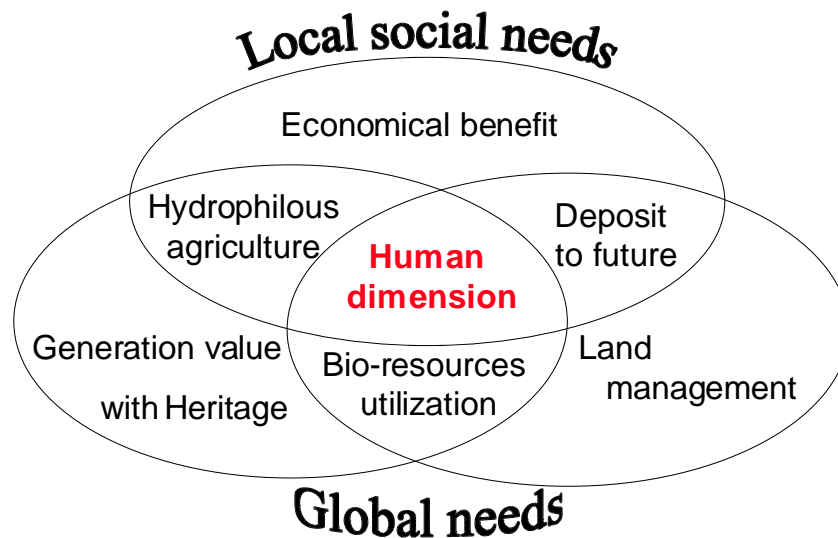 Local social needs
Economical benefit
Hydrophilous
agriculture
Deposit
to future
Human
dimension
Generation value
with Heritage
Bio-resources
utilization
Land
management
Global needs